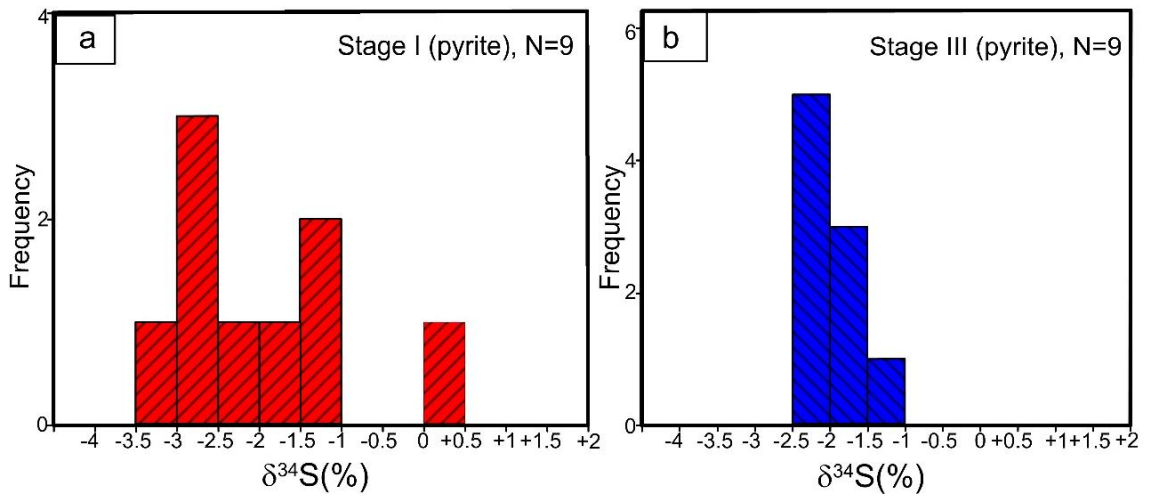 a
Stage I (pyrite), N=9
4
2
0
Frequency
-4 -3.5 -3 -2.5 -2 -1.5 -1 -0.5 0 +0.5 +1 +1.5 +2
δ³⁴S(%)
b
Stage III (pyrite), N=9
6
4
2
0
Frequency
-4 -3.5 -3 -2.5 -2 -1.5 -1 -0.5 0 +0.5 +1 +1.5 +2
δ³⁴S(%)